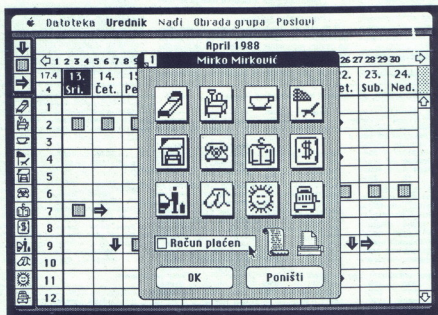 Datoteka Urednik Nađi Obrada grupa Poslovi
April 1988
1 2 3 4 5 6 7 8 9 26 27 28 29 30
1 Mirko Mirković
17.4 13. 14. 22. 23. 24.
4 Sri. Čet. Pe et. Sub. Ned.
1
2
3
4
5
6
7
8
9
10
11
12
$
$
Račun plaćen
OK Poništi